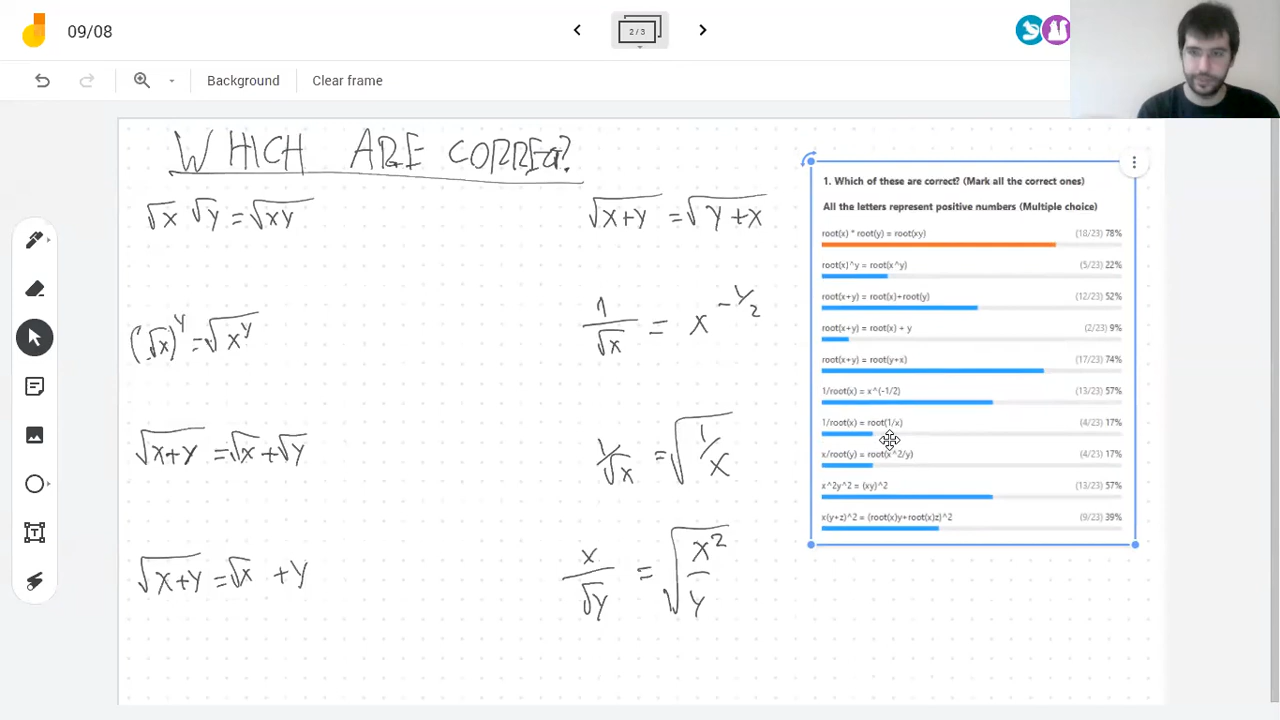 09/08
2 / 3
Background
Clear frame
WHICH ARE CORRECT?
√x √y = √xy
(√x)^y = √x^y
√x+y = √x + √y
√x+y = √x + y
√x+y = √y+x
1/√x = x^-1/2
1/√x = √1/x
x/√y = √x²/y
1. Which of these are correct? (Mark all the correct ones)
All the letters represent positive numbers (Multiple choice)
root(x) * root(y) = root(xy) (18/23) 78%
root(x)^y = root(x^y) (5/23) 22%
root(x+y) = root(x)+root(y) (12/23) 52%
root(x+y) = root(x) + y (2/23) 9%
root(x+y) = root(y+x) (17/23) 74%
1/root(x) = x^(-1/2) (13/23) 57%
1/root(x) = root(1/x) (4/23) 17%
x/root(y) = root(x^2/y) (4/23) 17%
x^2y^2 = (xy)^2 (13/23) 57%
x(y+z)^2 = (root(x)y+root(x)z)^2 (9/23) 39%